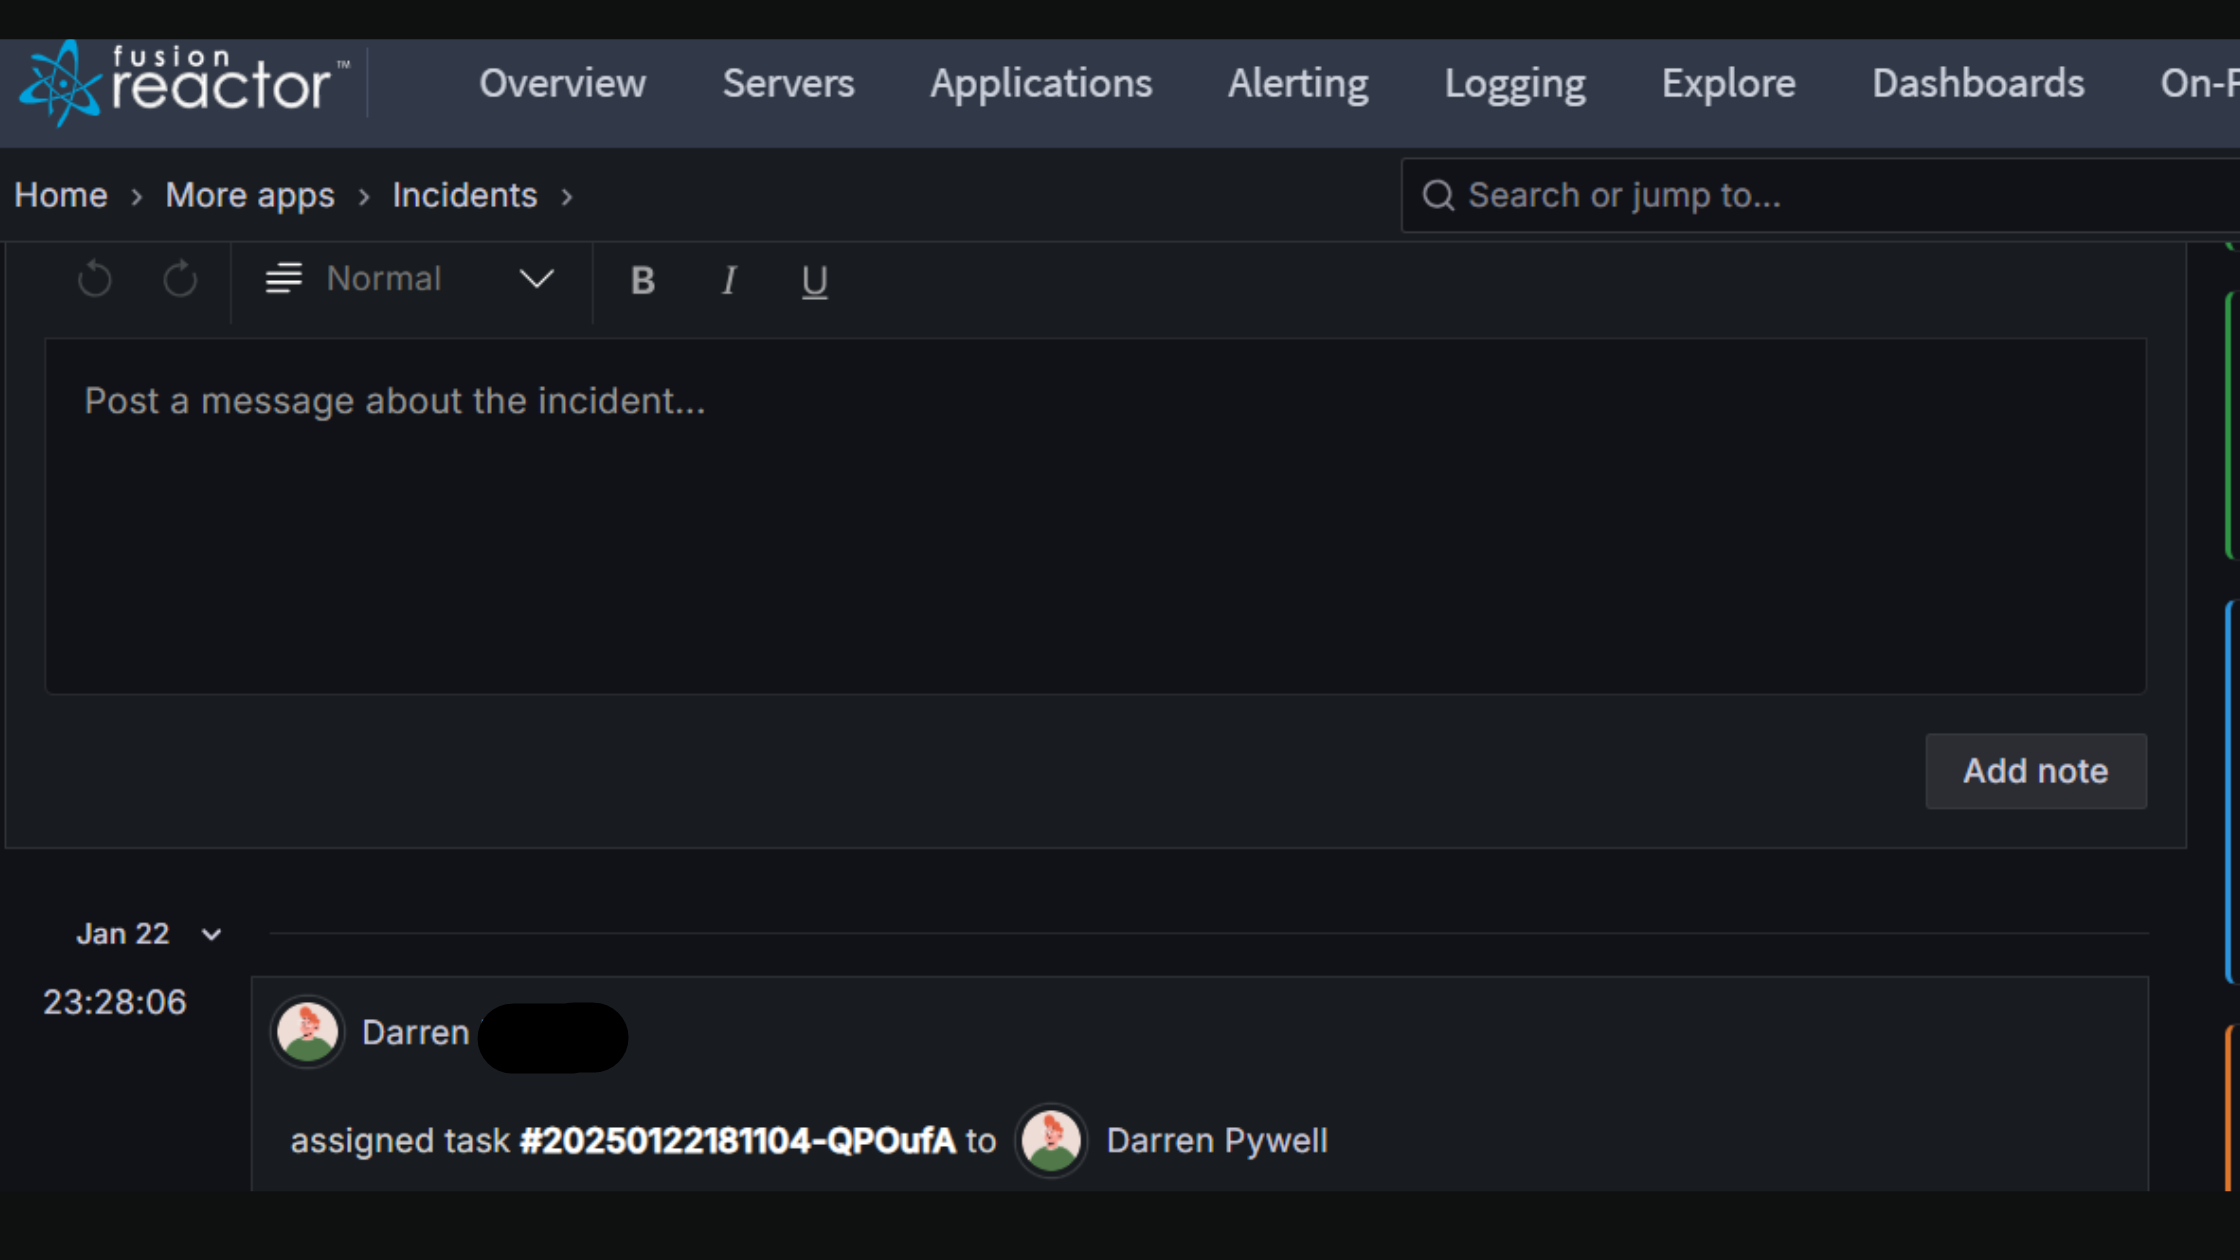 fusion
reactor™
Overview Servers Applications Alerting Logging Explore Dashboards On-
Home › More apps › Incidents ›
Search or jump to...
Normal B I U
Post a message about the incident...
Add note
Jan 22
23:28:06
Darren
assigned task #20250122181104-QPOufA to Darren Pywell